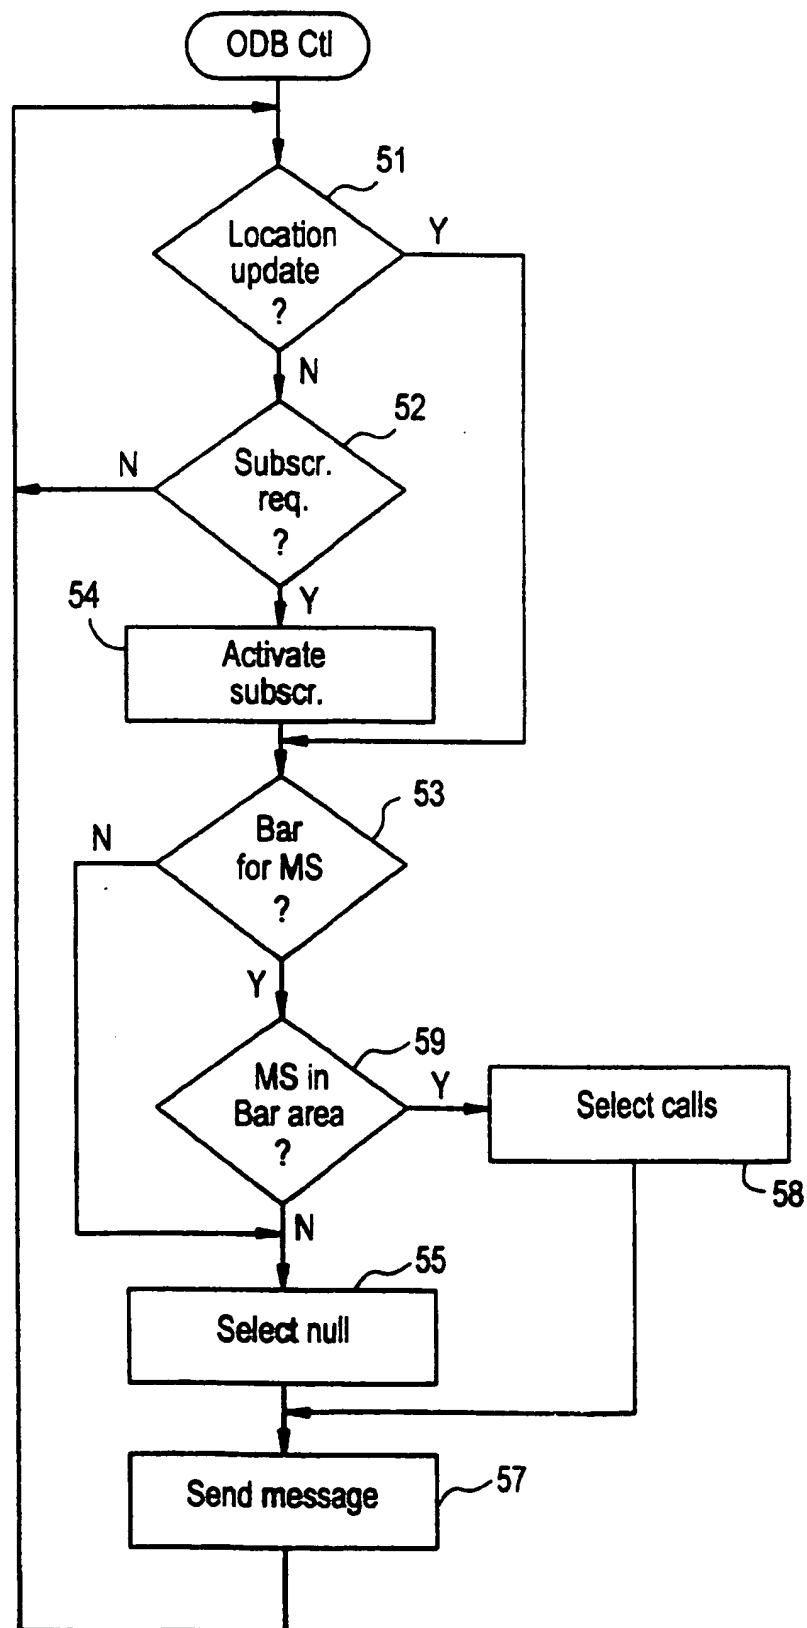 ODB Ctl
51
Location
update
?
Y
N
52
Subscr.
req.
?
N
Y
54
Activate
subscr.
53
Bar
for MS
?
N
Y
59
MS in
Bar area
?
Y
Select calls
58
N
55
Select null
Send message
57